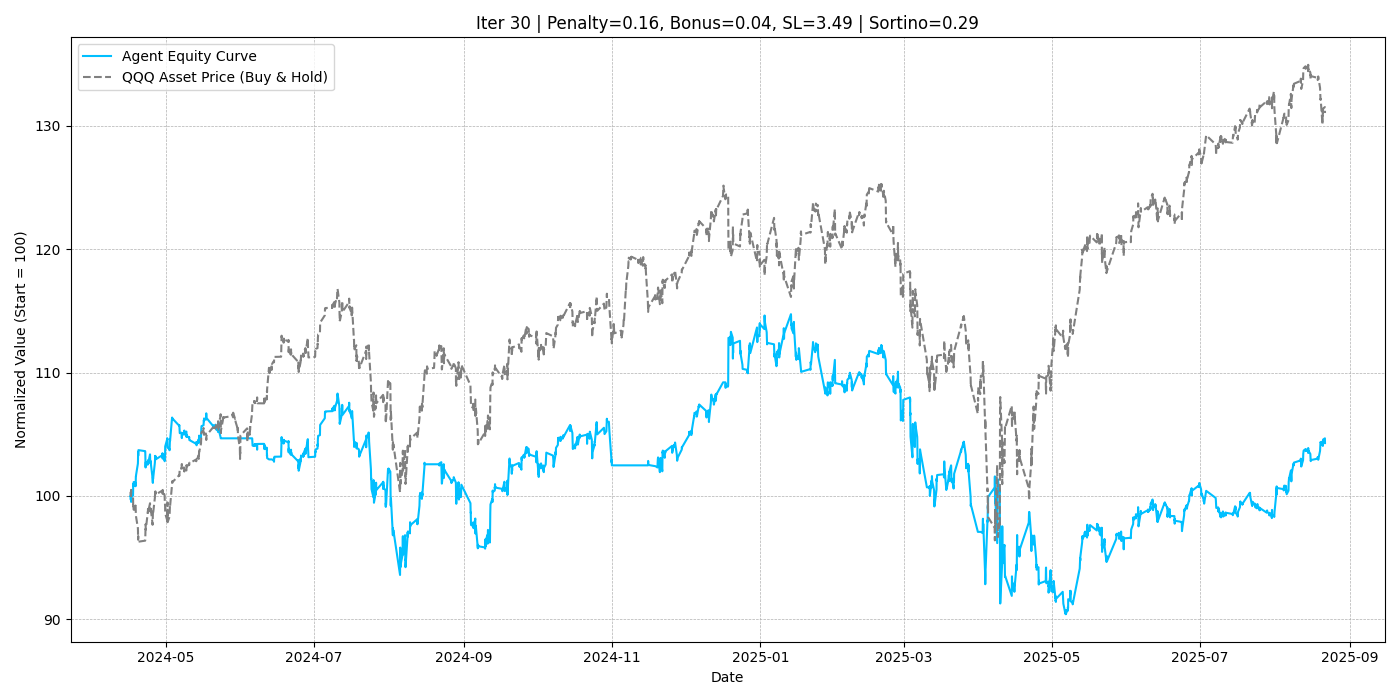 Iter 30 | Penalty=0.16, Bonus=0.04, SL=3.49 | Sortino=0.29
Agent Equity Curve
QQQ Asset Price (Buy & Hold)
Normalized Value (Start = 100)
130
120
110
100
90
2024-05
2024-07
2024-09
2024-11
2025-01
2025-03
2025-05
2025-07
2025-09
Date